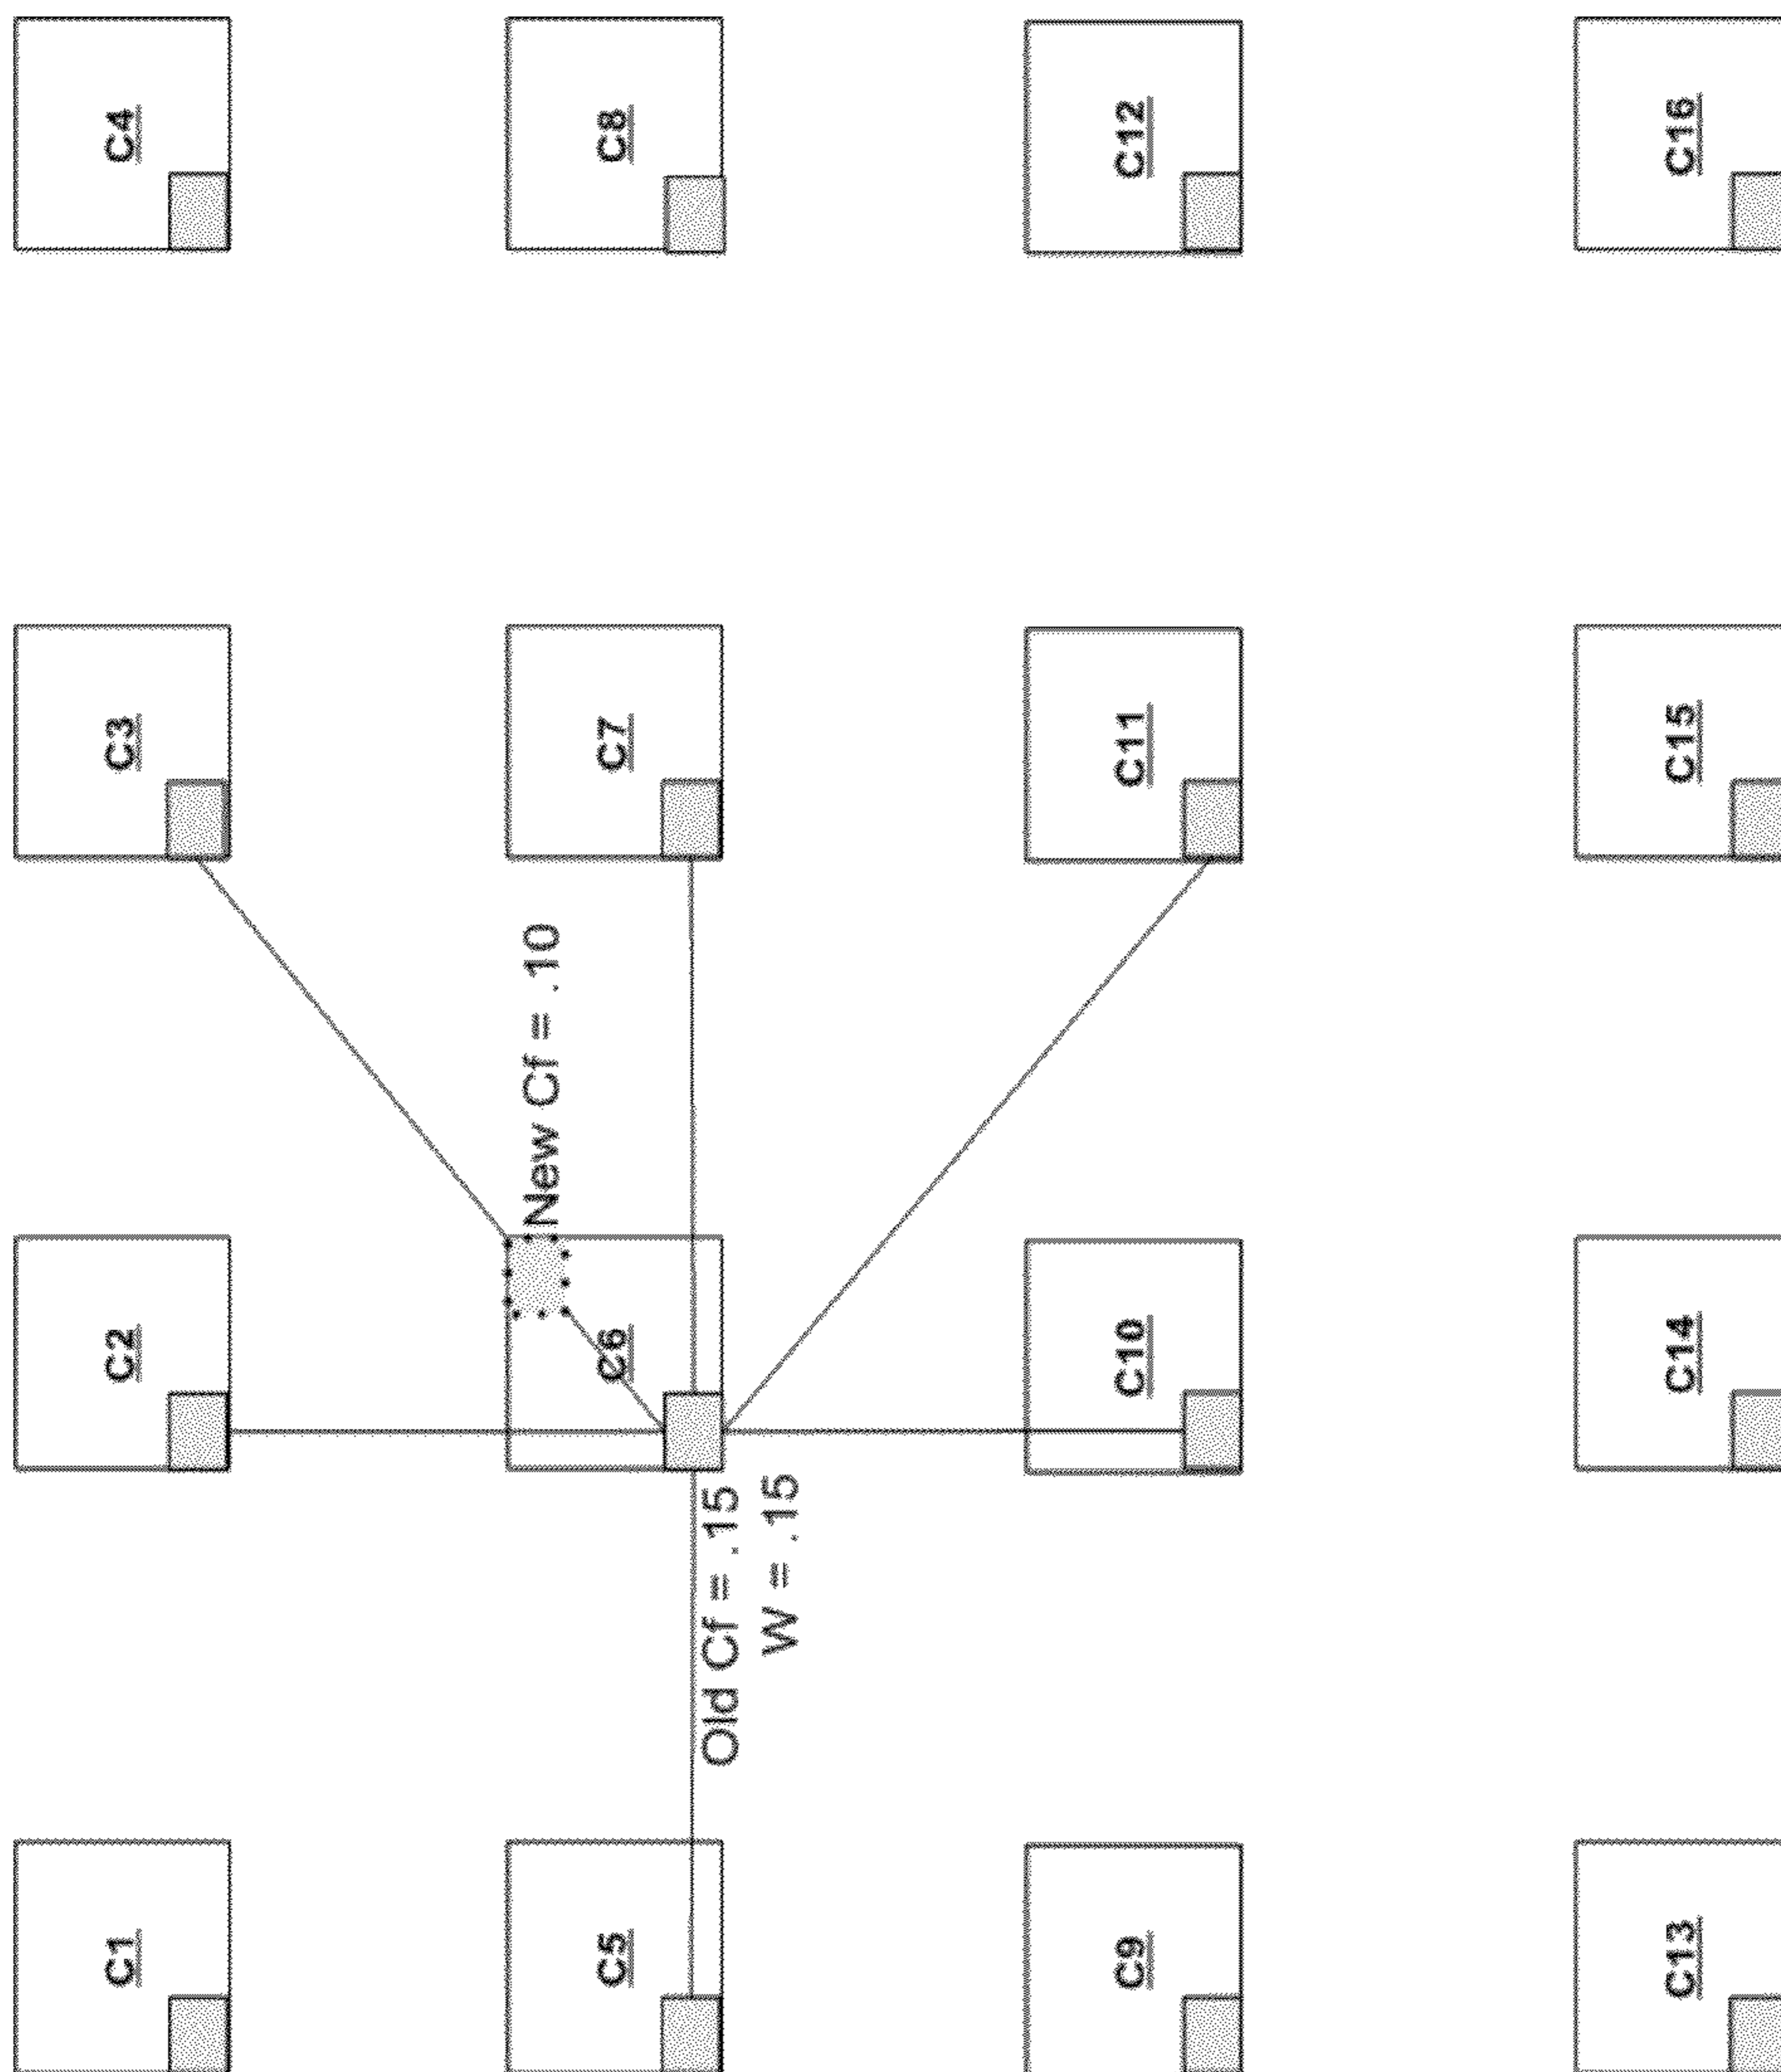 C1
C2
C3
C4
C5
C6
New Cf = .10
C7
C8
Old Cf = .15
W = .15
C9
C10
C11
C12
C13
C14
C15
C16